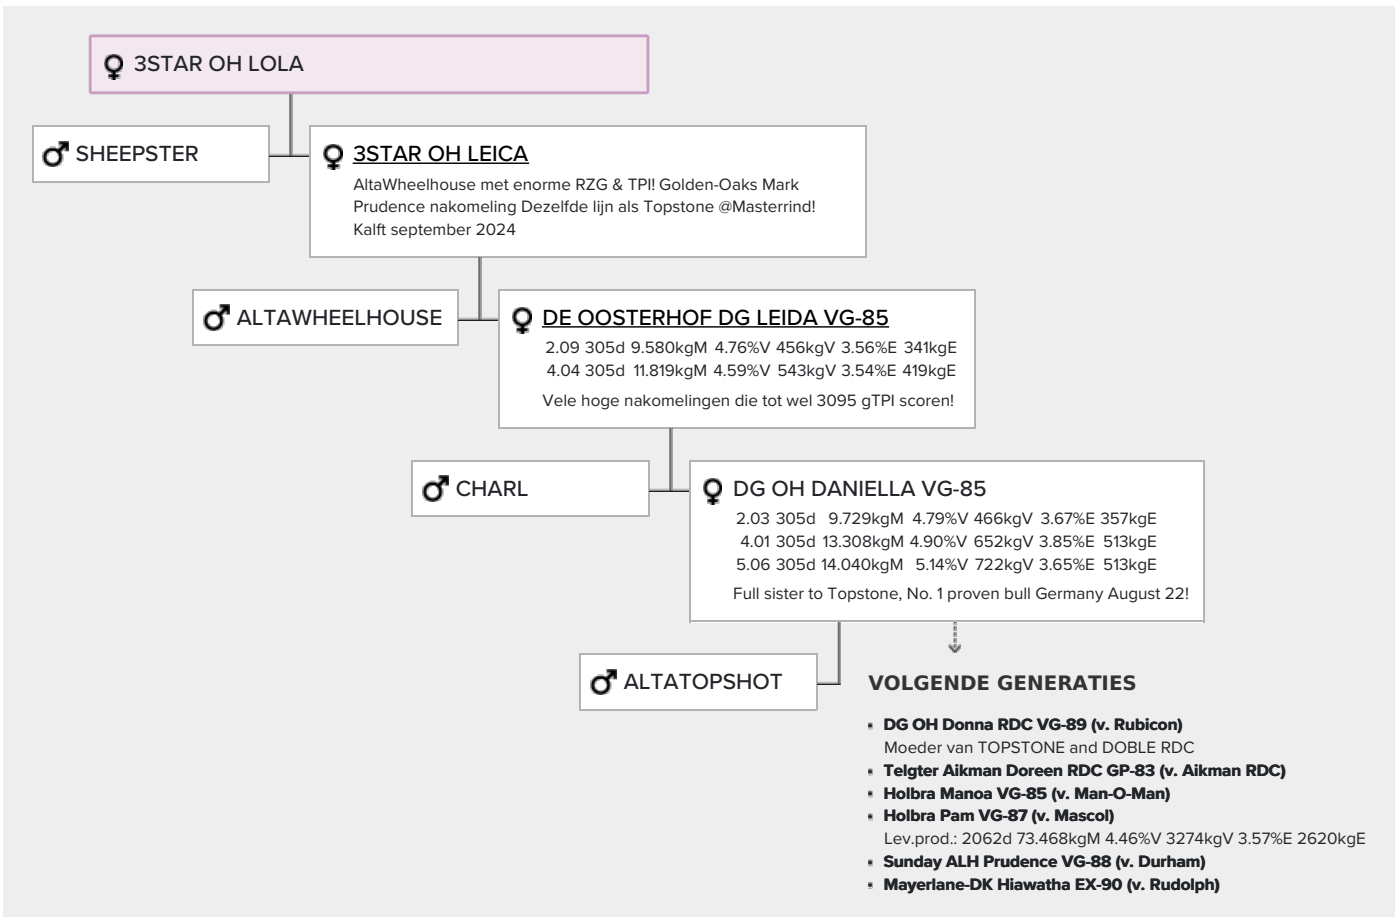 3STAR OH LOLA
SHEEPSTER
3STAR OH LEICA
AltaWheelhouse met enorme RZG & TPI! Golden-Oaks Mark
Prudence nakomeling Dezelfde lijn als Topstone @Masterrind!
Kalft september 2024
ALTAWHEELHOUSE
DE OOSTERHOF DG LEIDA VG-85
2.09 305d 9.580kgM 4.76%V 456kgV 3.56%E 341kgE
4.04 305d 11.819kgM 4.59%V 543kgV 3.54%E 419kgE
Vele hoge nakomelingen die tot wel 3095 gTPI scoren!
CHARL
DG OH DANIELLA VG-85
2.03 305d 9.729kgM 4.79%V 466kgV 3.67%E 357kgE
4.01 305d 13.308kgM 4.90%V 652kgV 3.85%E 513kgE
5.06 305d 14.040kgM 5.14%V 722kgV 3.65%E 513kgE
Full sister to Topstone, No. 1 proven bull Germany August 22!
ALTATOPSHOT
VOLGENDE GENERATIES
▪ DG OH Donna RDC VG-89 (v. Rubicon)
Moeder van TOPSTONE and DOBLE RDC
▪ Telgter Aikman Doreen RDC GP-83 (v. Aikman RDC)
▪ Holbra Manoa VG-85 (v. Man-O-Man)
▪ Holbra Pam VG-87 (v. Mascol)
Lev.prod.: 2062d 73.468kgM 4.46%V 3274kgV 3.57%E 2620kgE
▪ Sunday ALH Prudence VG-88 (v. Durham)
▪ Mayerlane-DK Hiawatha EX-90 (v. Rudolph)